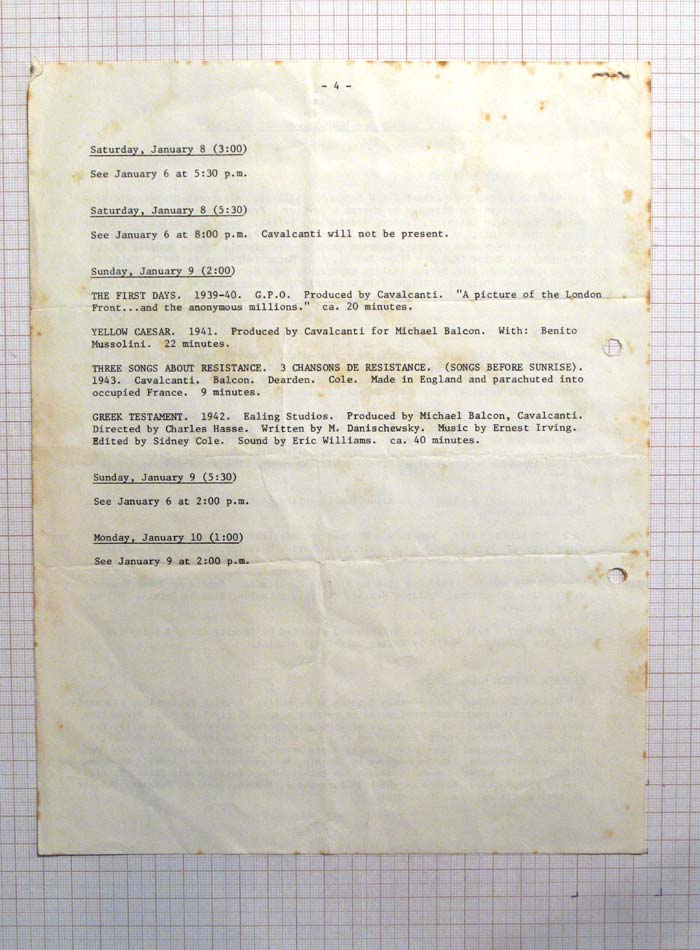 - 4 -
Saturday, January 8 (3:00)
See January 6 at 5:30 p.m.
Saturday, January 8 (5:30)
See January 6 at 8:00 p.m.  Cavalcanti will not be present.
Sunday, January 9 (2:00)
THE FIRST DAYS.  1939-40.  G.P.O.  Produced by Cavalcanti.  "A picture of the London
Front...and the anonymous millions."  ca. 20 minutes.
YELLOW CAESAR.  1941.  Produced by Cavalcanti for Michael Balcon.  With:  Benito
Mussolini.  22 minutes.
THREE SONGS ABOUT RESISTANCE.  3 CHANSONS DE RESISTANCE.  (SONGS BEFORE SUNRISE).
1943.  Cavalcanti.  Balcon.  Dearden.  Cole.  Made in England and parachuted into
occupied France.  9 minutes.
GREEK TESTAMENT.  1942.  Ealing Studios.  Produced by Michael Balcon, Cavalcanti.
Directed by Charles Hasse.  Written by M. Danischewsky.  Music by Ernest Irving.
Edited by Sidney Cole.  Sound by Eric Williams.  ca. 40 minutes.
Sunday, January 9 (5:30)
See January 6 at 2:00 p.m.
Monday, January 10 (1:00)
See January 9 at 2:00 p.m.